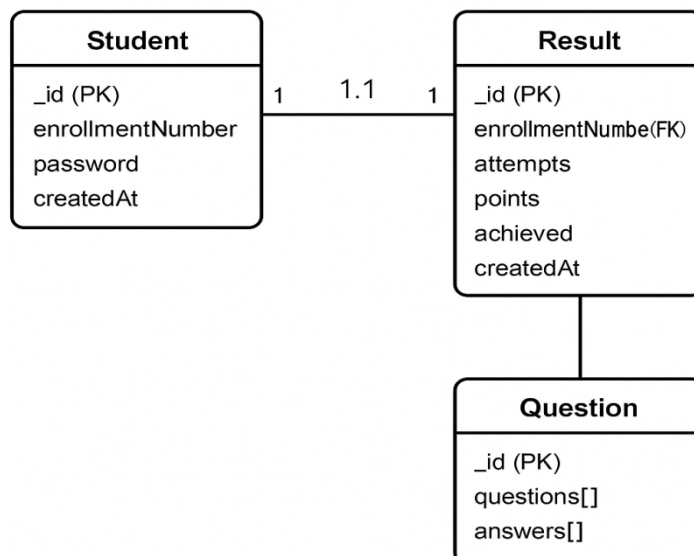 Student
_id (PK)
enrollmentNumber
password
createdAt
1
1.1
1
Result
_id (PK)
enrollmentNumbe(FK)
attempts
points
achieved
createdAt
Question
_id (PK)
questions[]
answers[]